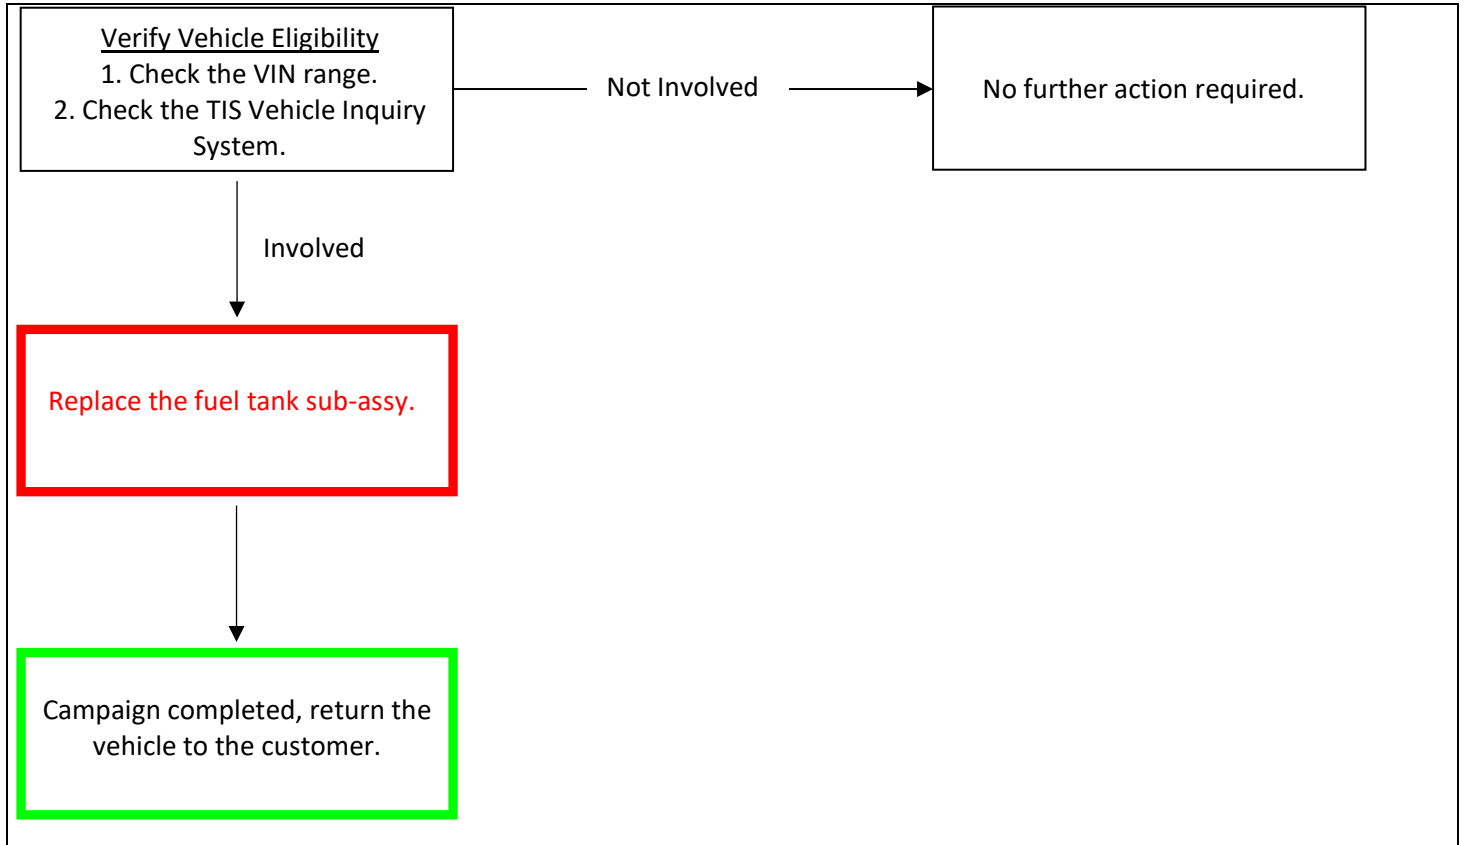 Verify Vehicle Eligibility
1. Check the VIN range.
2. Check the TIS Vehicle Inquiry
System.
Not Involved
No further action required.
Involved
Replace the fuel tank sub-assy.
Campaign completed, return the
vehicle to the customer.